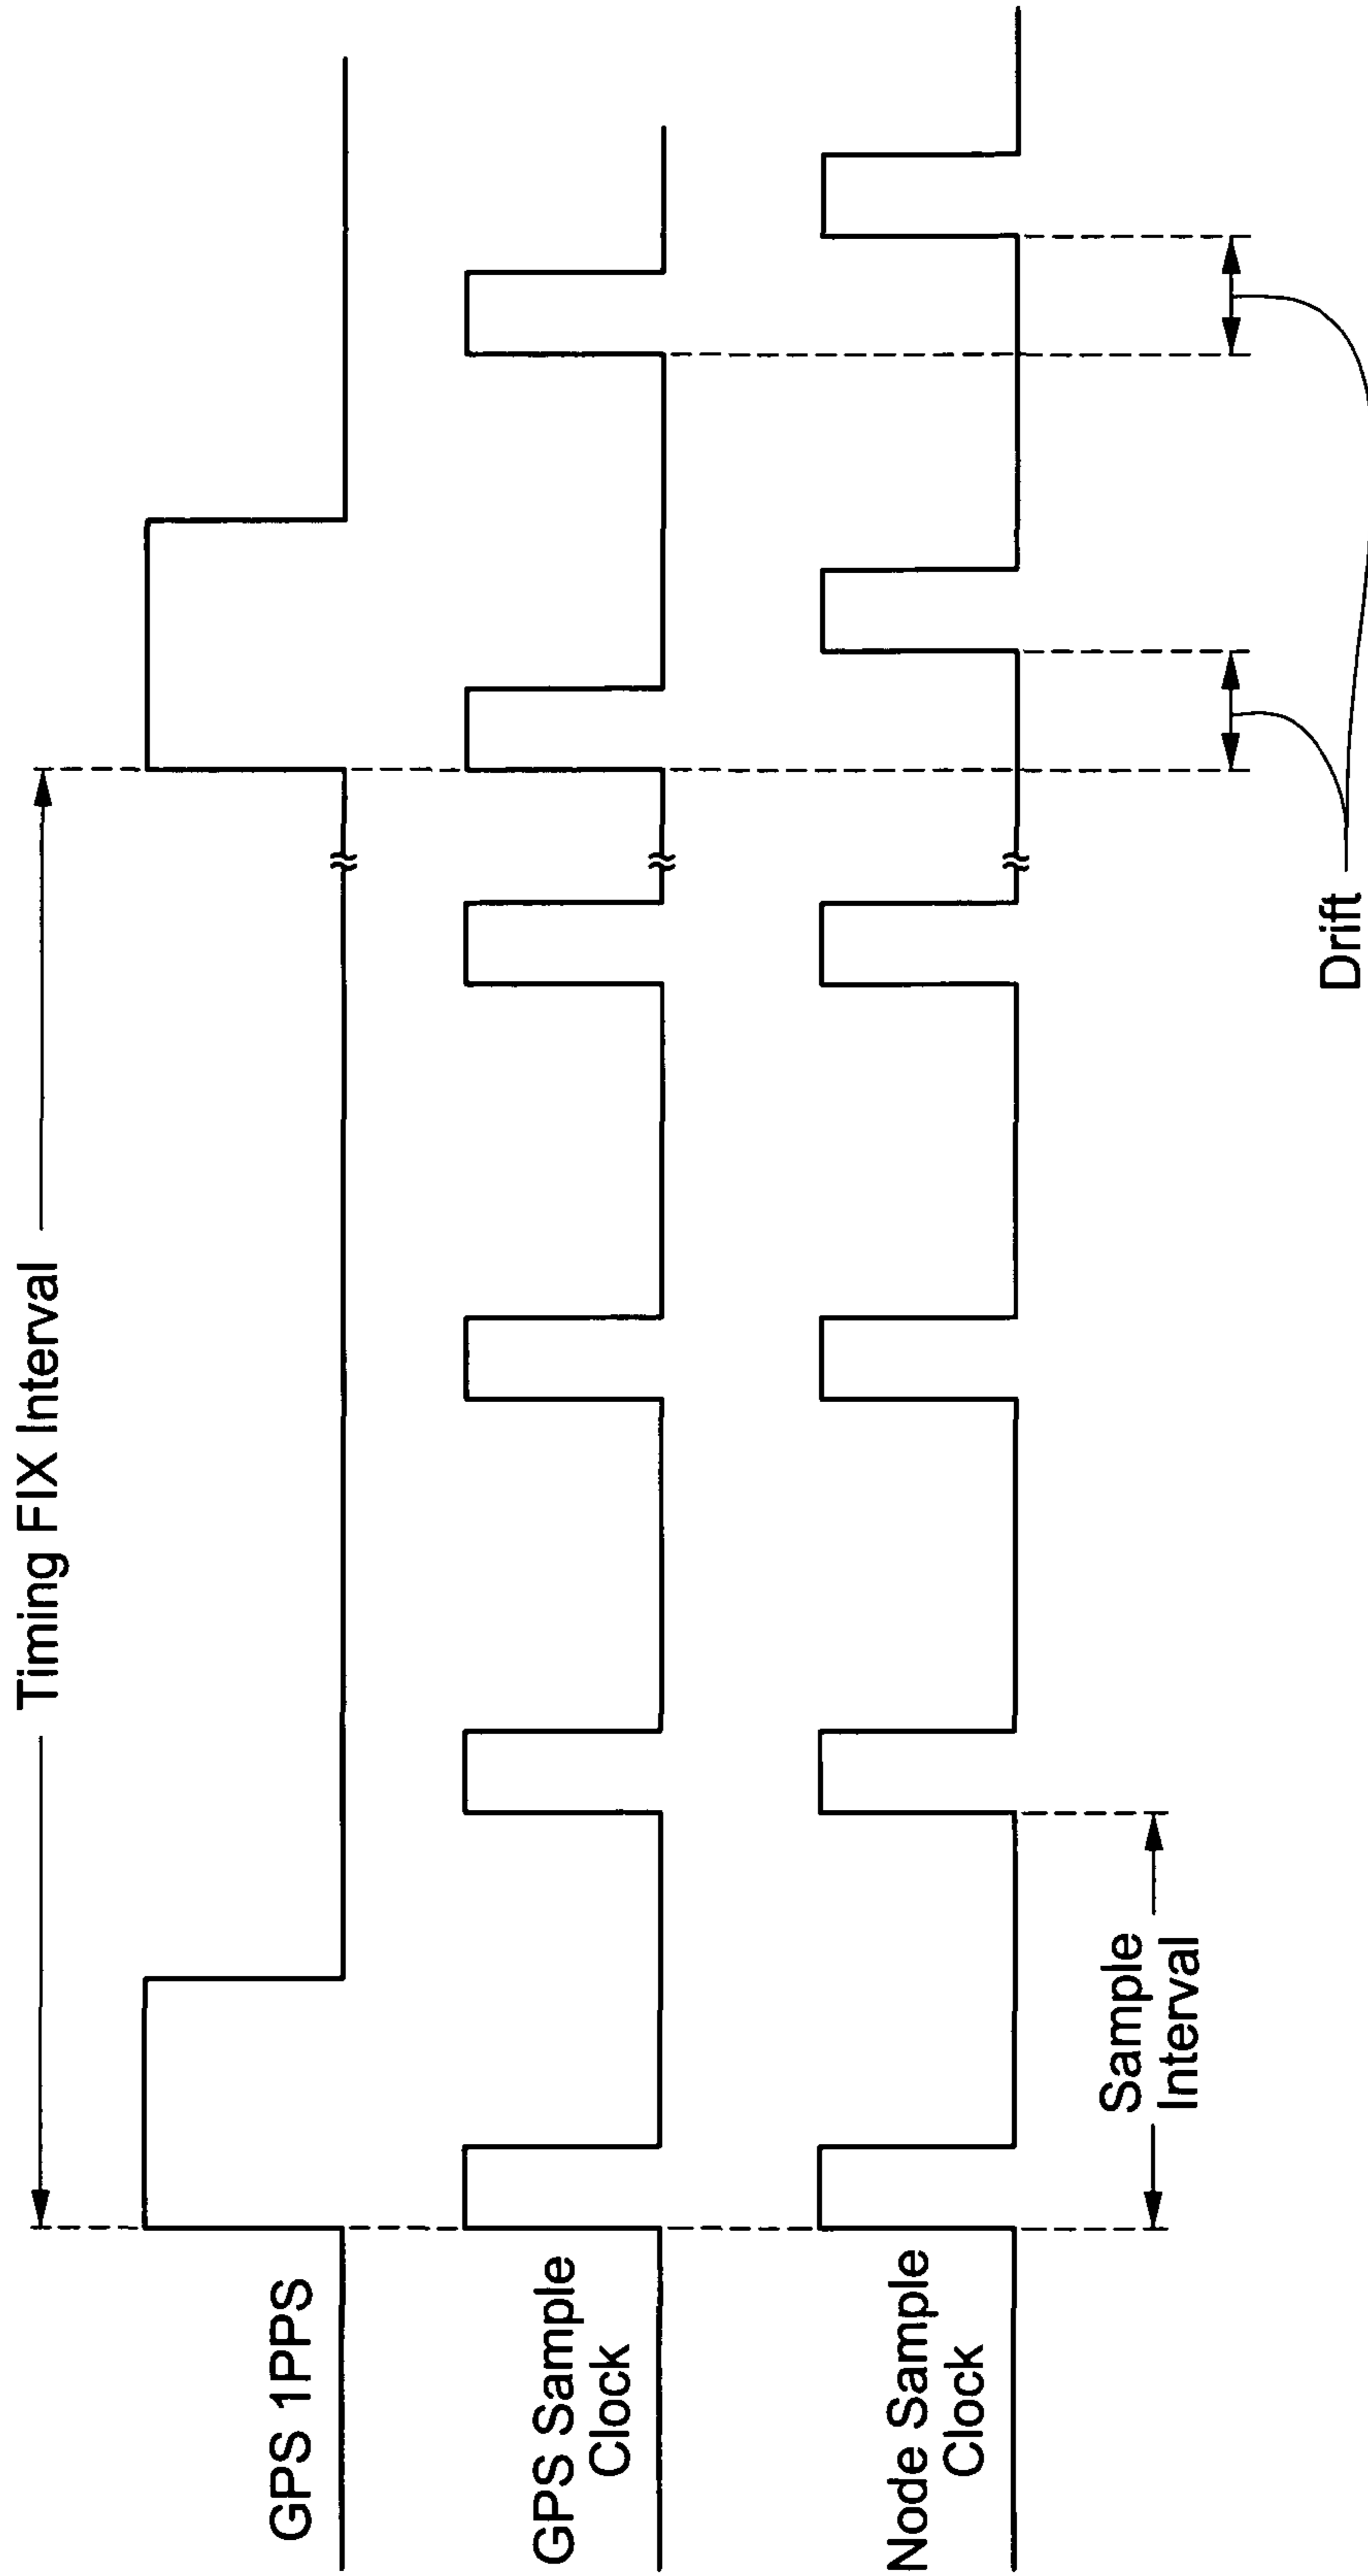 Timing FIX Interval
GPS 1PPS
GPS Sample
Clock
Node Sample
Clock
Sample
Interval
Drift